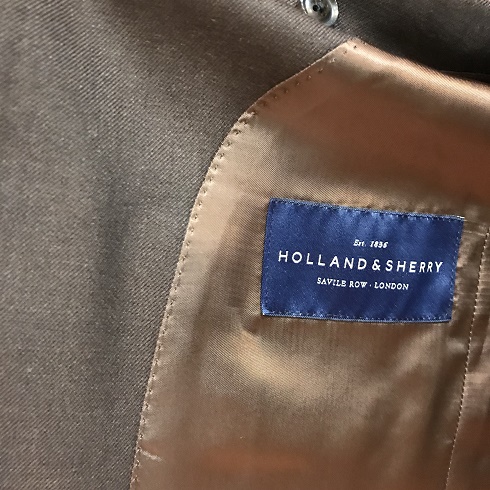 Est. 1836
HOLLAND & SHERRY
SAVILE ROW · LONDON